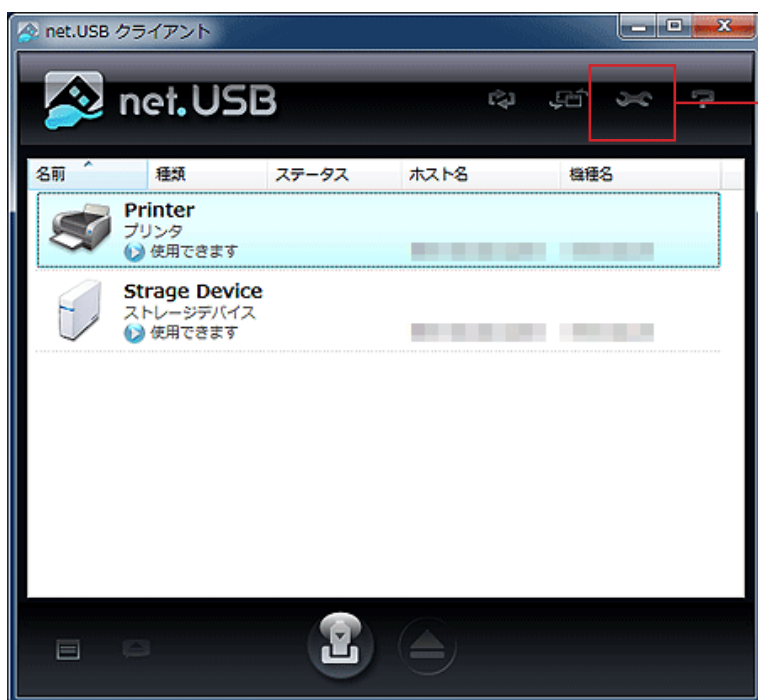 net.USB クライアント
net.USB
名前 種類 ステータス ホスト名 機種名
Printer
プリンタ
使用できます
Strage Device
ストレージデバイス
使用できます